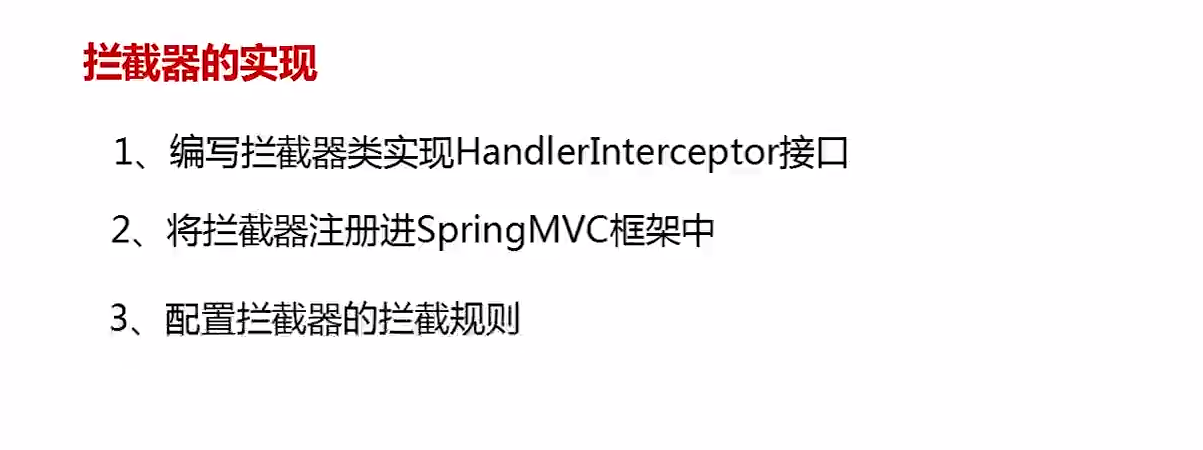 拦截器的实现
1、编写拦截器类实现HandlerInterceptor接口
2、将拦截器注册进SpringMVC框架中
3、配置拦截器的拦截规则